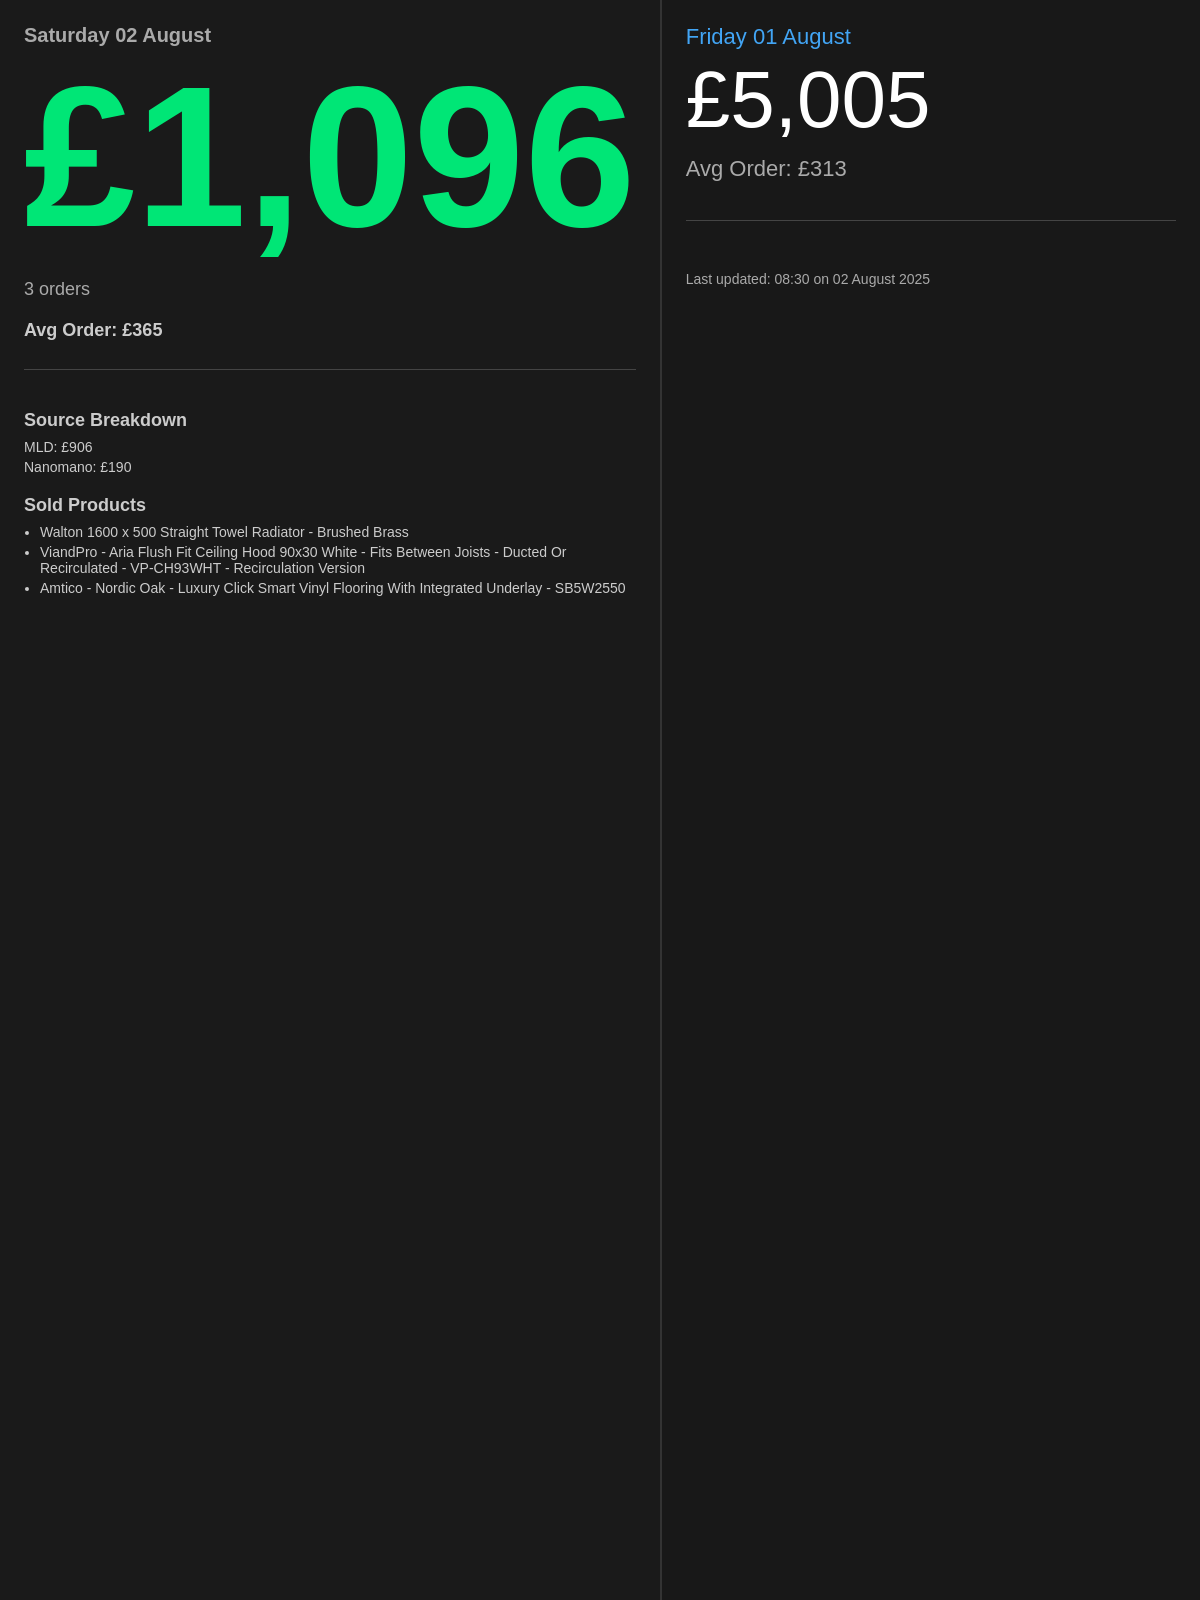 Saturday 02 August
£1,096
3 orders
Avg Order: £365
Source Breakdown
MLD: £906
Nanomano: £190
Sold Products
• Walton 1600 x 500 Straight Towel Radiator - Brushed Brass
• ViandPro - Aria Flush Fit Ceiling Hood 90x30 White - Fits Between Joists - Ducted Or
Recirculated - VP-CH93WHT - Recirculation Version
• Amtico - Nordic Oak - Luxury Click Smart Vinyl Flooring With Integrated Underlay - SB5W2550
Friday 01 August
£5,005
Avg Order: £313
Last updated: 08:30 on 02 August 2025